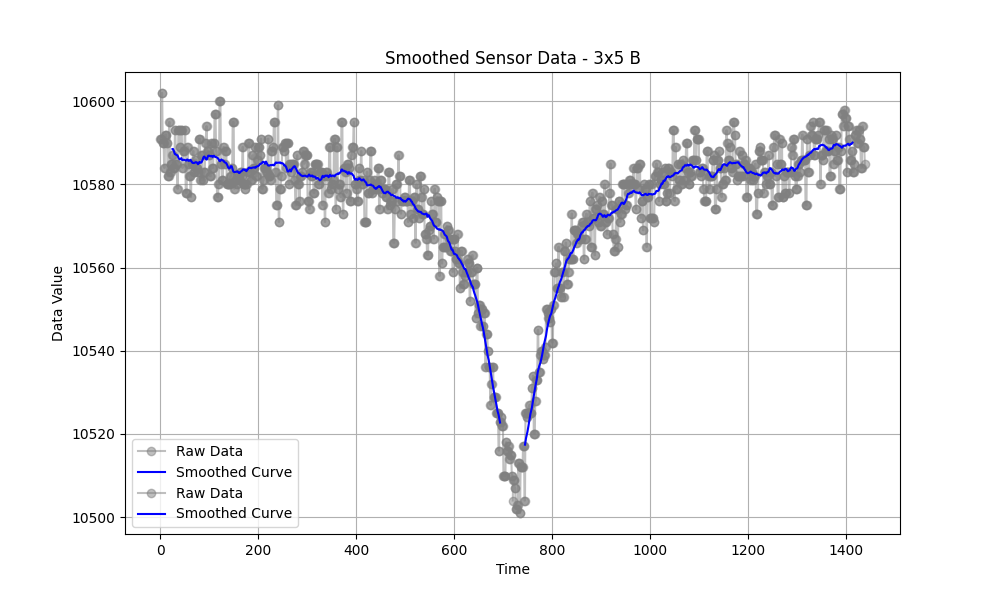 Smoothed Sensor Data - 3x5 B
Data Value
10600
10580
10560
10540
10520
10500
Raw Data
Smoothed Curve
Raw Data
Smoothed Curve
0 200 400 600 800 1000 1200 1400
Time